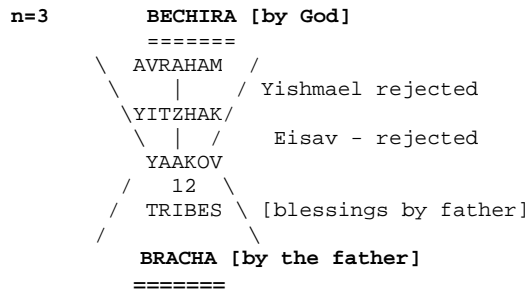 n=3 BECHIRA [by God]
=======
\ AVRAHAM /
\ | / Yishmael rejected
\YITZHAK/
\ | / Eisav - rejected
YAAKOV
/ 12 \
/ TRIBES \ [blessings by father]
/ \
BRACHA [by the father]
=======